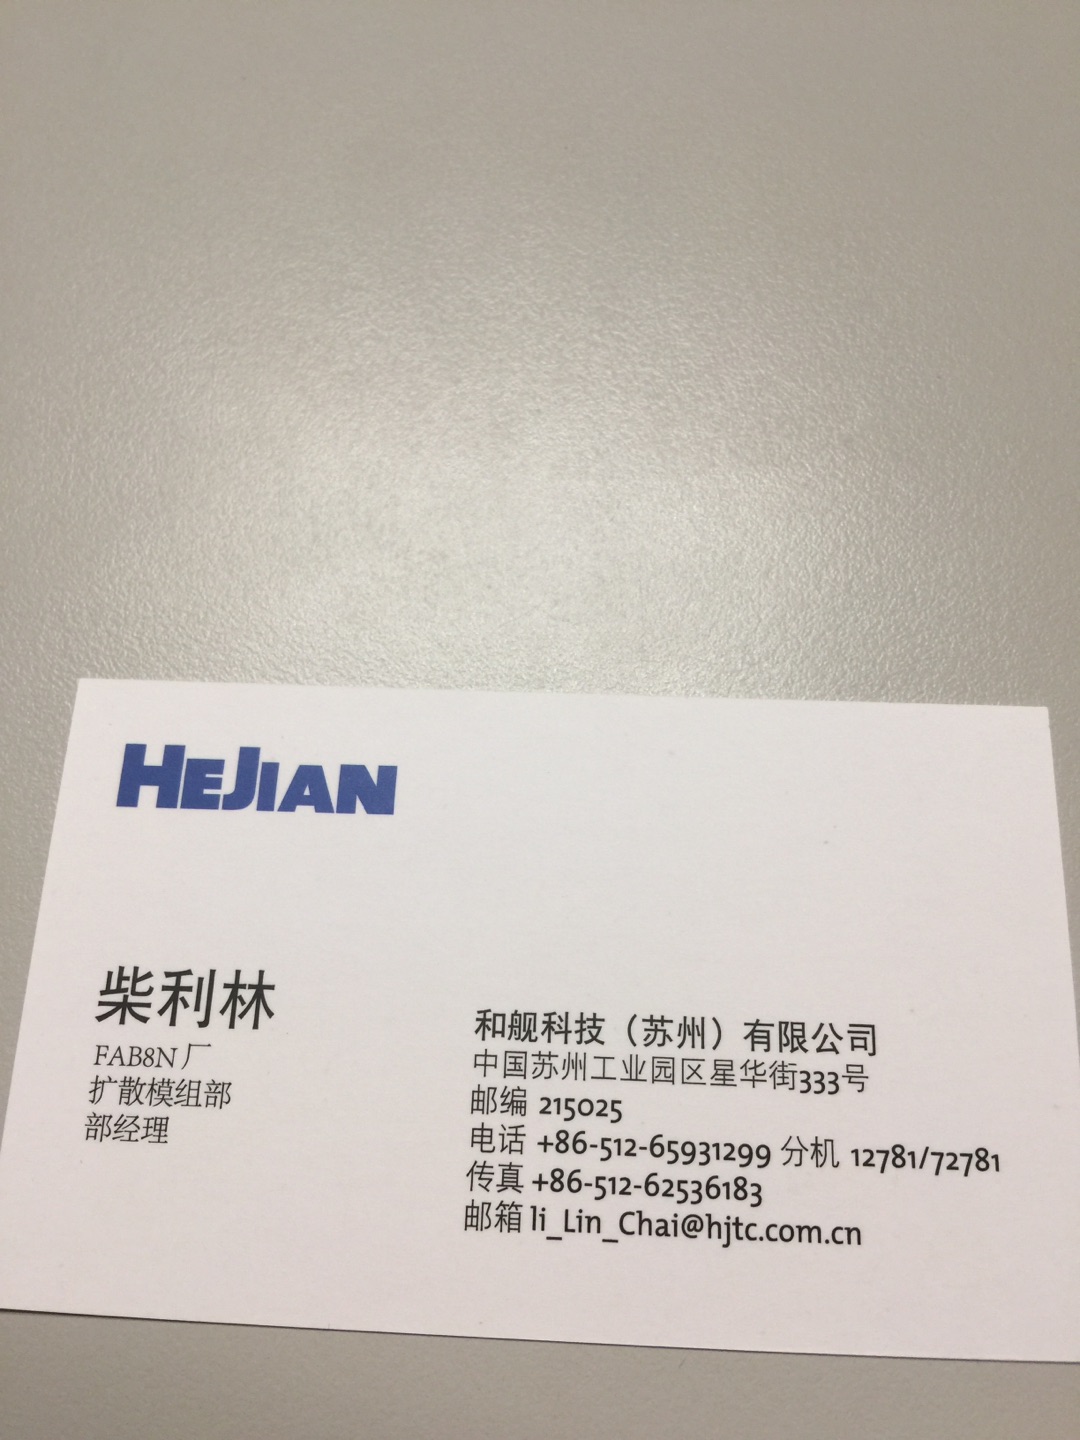 HEJIAN
柴利林
FAB8N厂
扩散模组部
部经理
和舰科技（苏州）有限公司
中国苏州工业园区星华街333号
邮编 215025
电话 +86-512-65931299 分机 12781/72781
传真 +86-512-62536183
邮箱 li_Lin_Chai@hjtc.com.cn